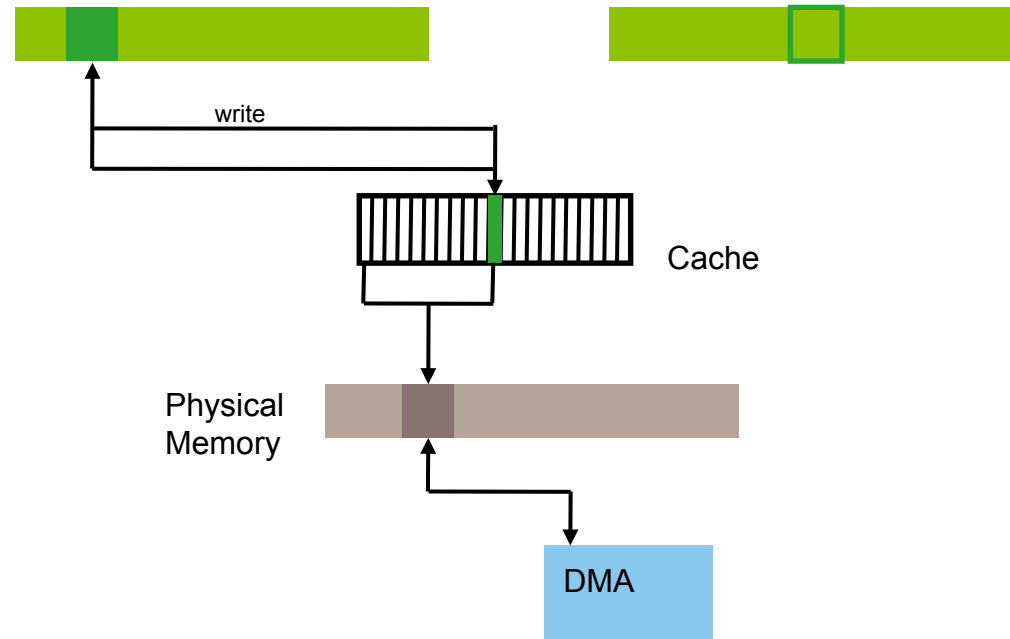 write
Cache
Physical
Memory
DMA